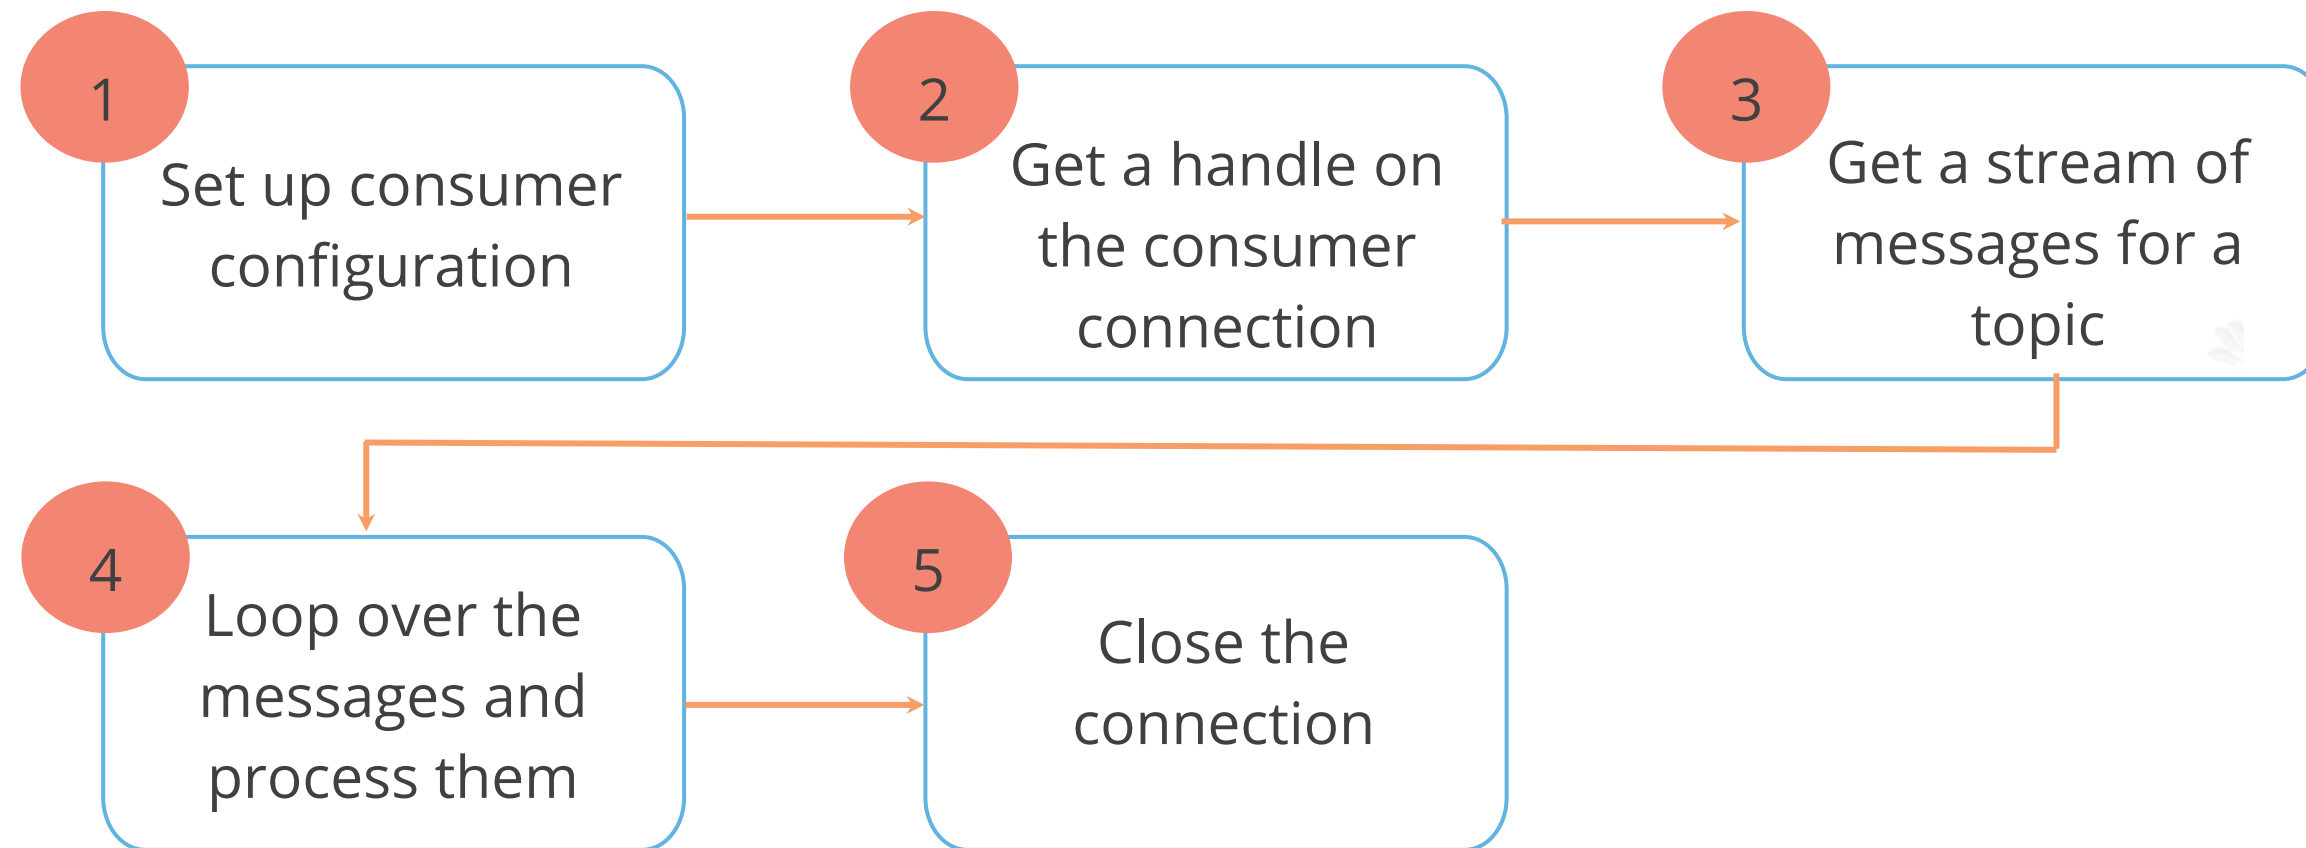 1
Set up consumer
configuration
2
Get a handle on
the consumer
connection
3
Get a stream of
messages for a
topic
4
Loop over the
messages and
process them
5
Close the
connection